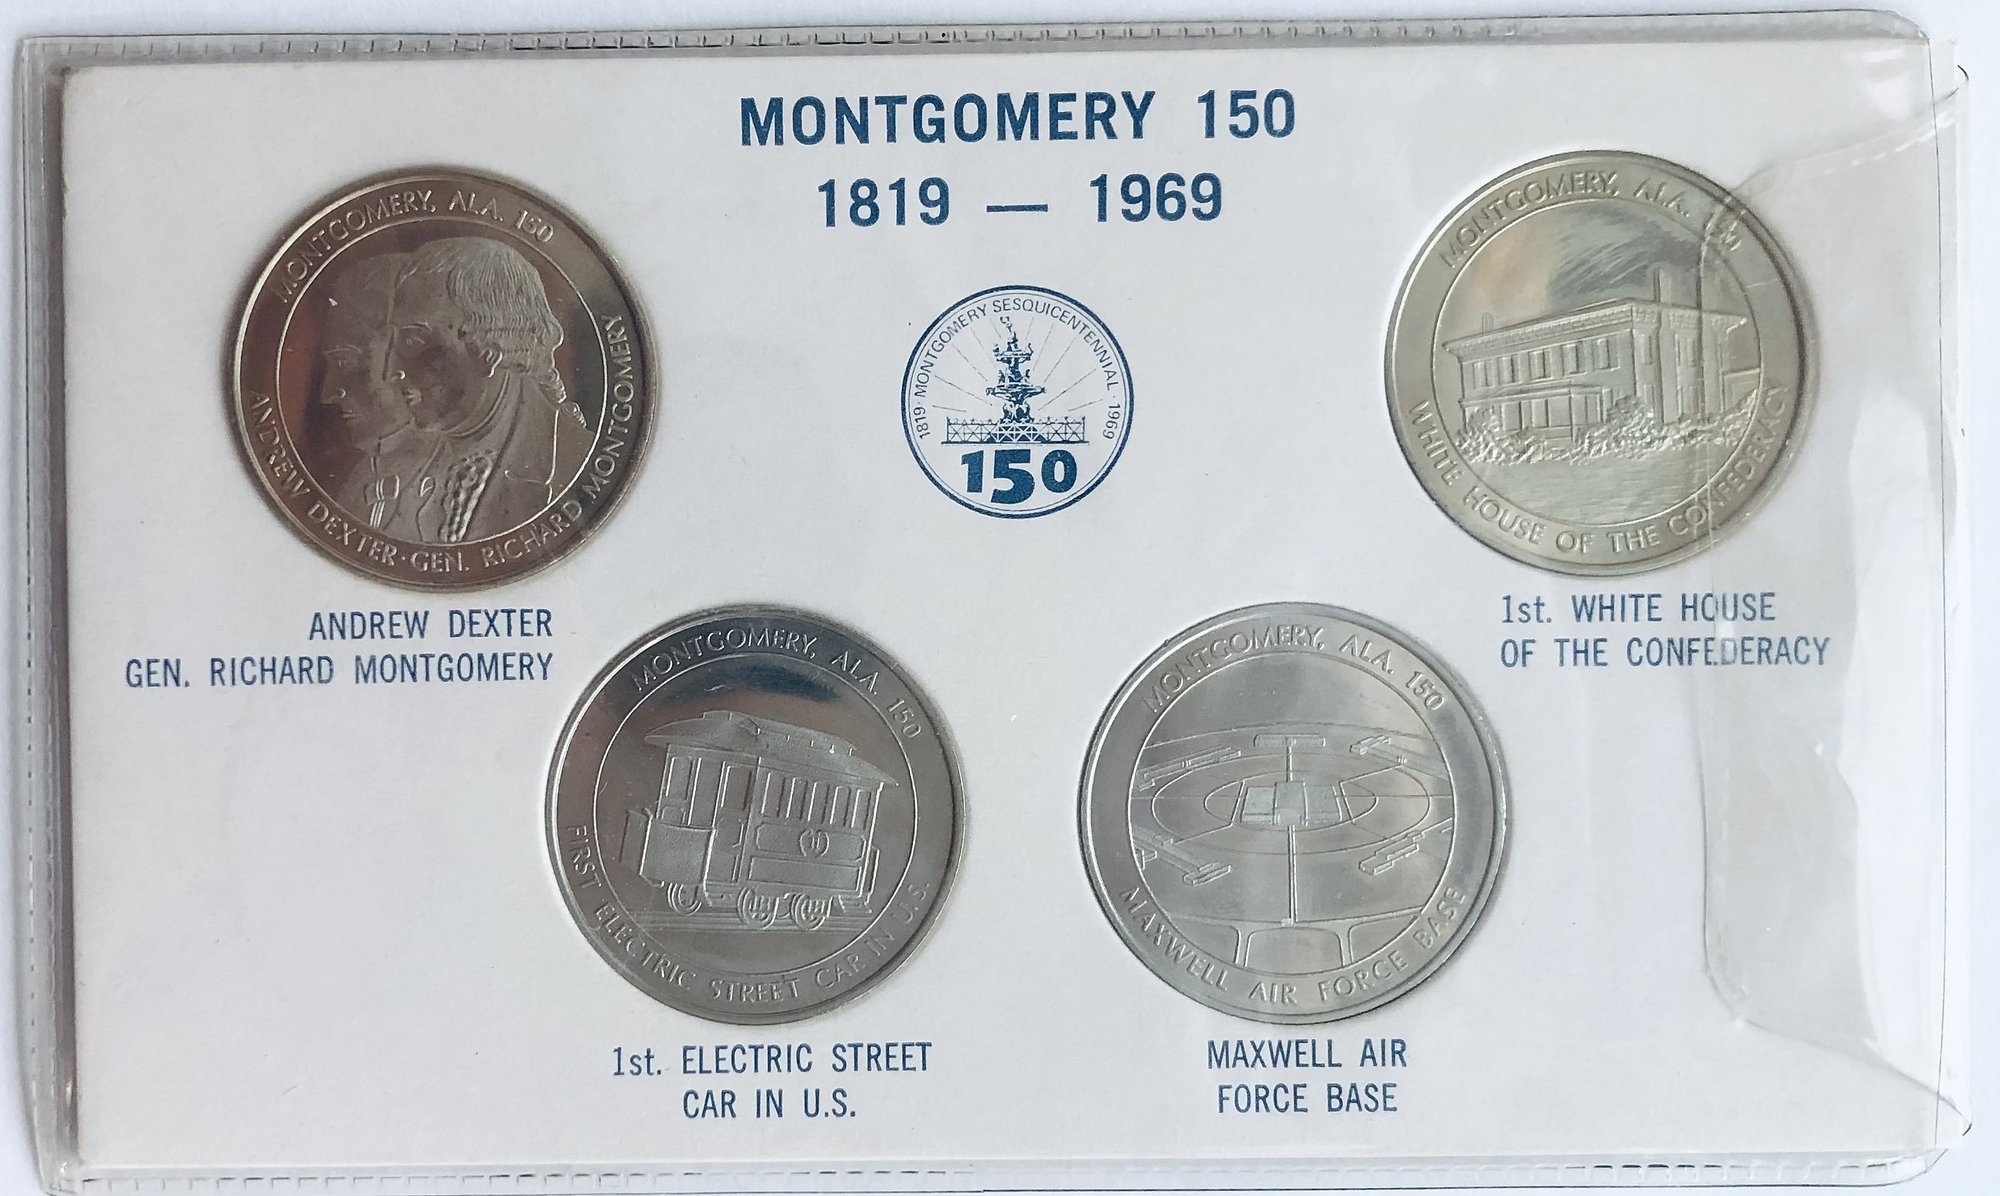 MONTGOMERY 150
1819 — 1969
MONTGOMERY, ALA. 150
ANDREW DEXTER · GEN. RICHARD MONTGOMERY
ANDREW DEXTER
GEN. RICHARD MONTGOMERY
1819 · MONTGOMERY SESQUICENTENNIAL · 1969
150
MONTGOMERY, ALA. 150
WHITE HOUSE OF THE CONFEDERACY
1st. WHITE HOUSE
OF THE CONFEDERACY
MONTGOMERY, ALA. 150
FIRST ELECTRIC STREET CAR IN U.S.
1st. ELECTRIC STREET
CAR IN U.S.
MONTGOMERY, ALA. 150
MAXWELL AIR FORCE BASE
MAXWELL AIR
FORCE BASE